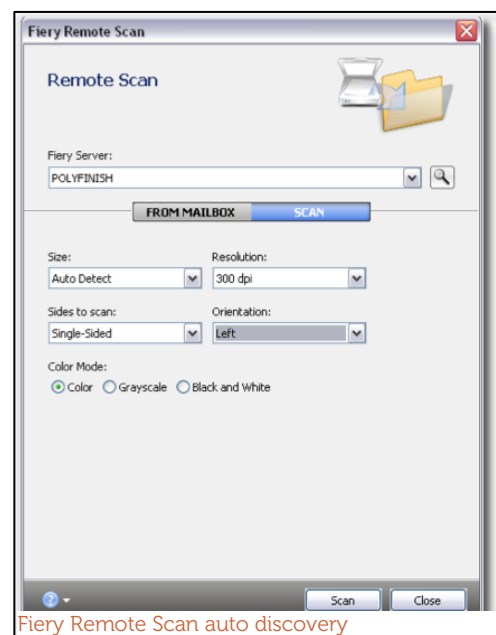 Fiery Remote Scan
Remote Scan
Fiery Server:
POLYFINISH
FROM MAILBOX SCAN
Size: Resolution:
Auto Detect 300 dpi
Sides to scan: Orientation:
Single-Sided Left
Color Mode:
Color Grayscale Black and White
Scan Close
Fiery Remote Scan auto discovery